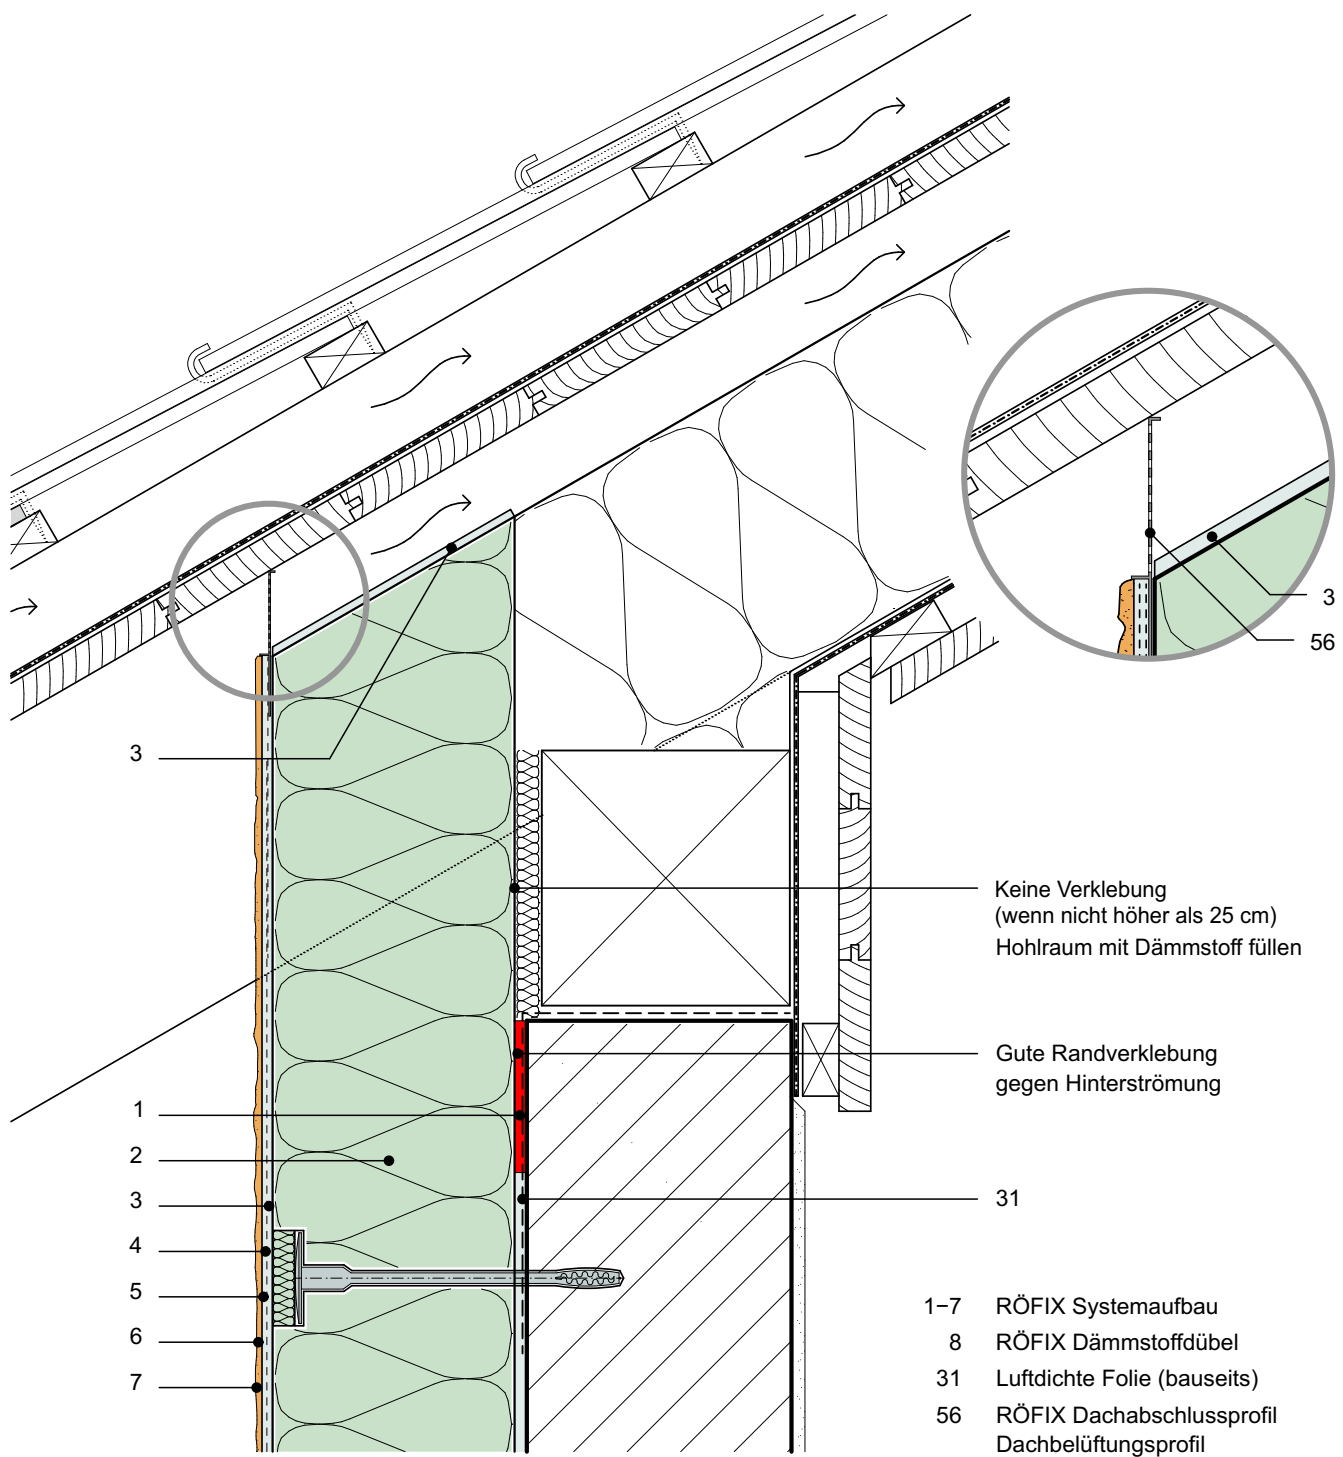 3
56
3
Keine Verklebung
(wenn nicht höher als 25 cm)
Hohlraum mit Dämmstoff füllen
Gute Randverklebung
gegen Hinterströmung
1
2
3
4
5
6
7
31
1–7 RÖFIX Systemaufbau
8 RÖFIX Dämmstoffdübel
31 Luftdichte Folie (bauseits)
56 RÖFIX Dachabschlussprofil
Dachbelüftungsprofil